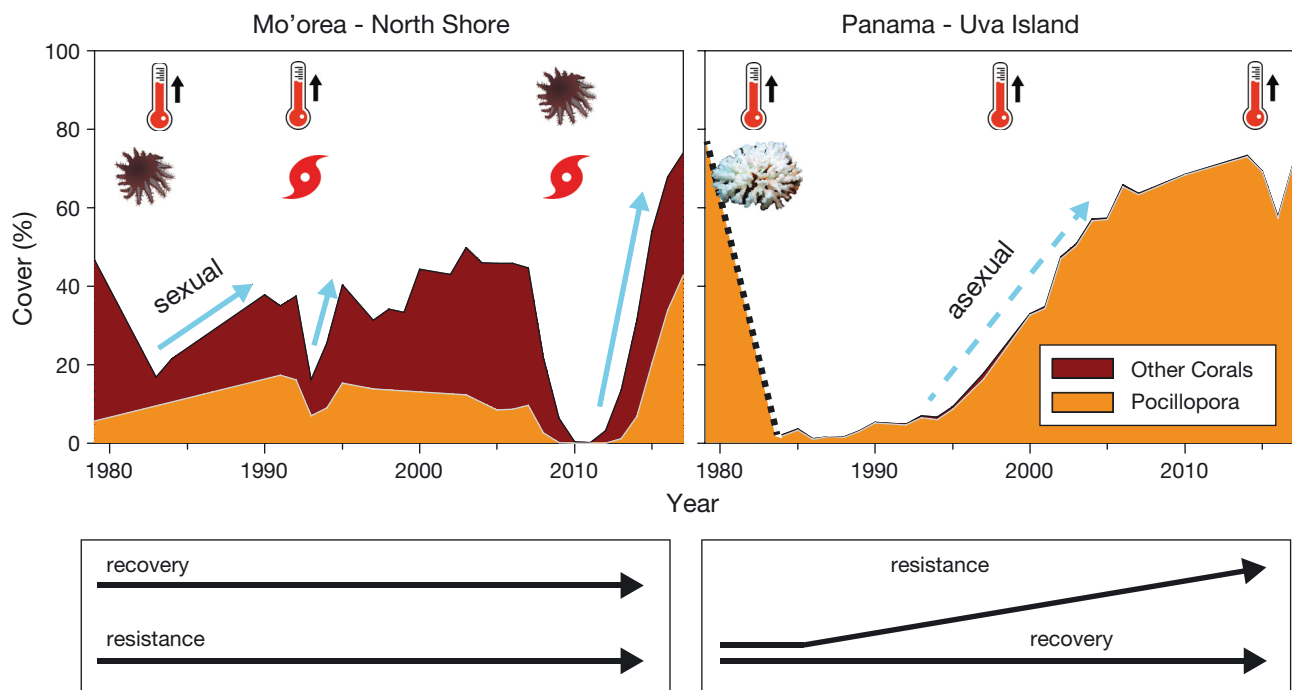 Mo’orea - North Shore
Panama - Uva Island
Cover (%)
100
80
60
40
20
0
sexual
asexual
Other Corals
Pocillopora
1980
1990
2000
2010
1980
1990
2000
2010
Year
recovery
resistance
resistance
recovery